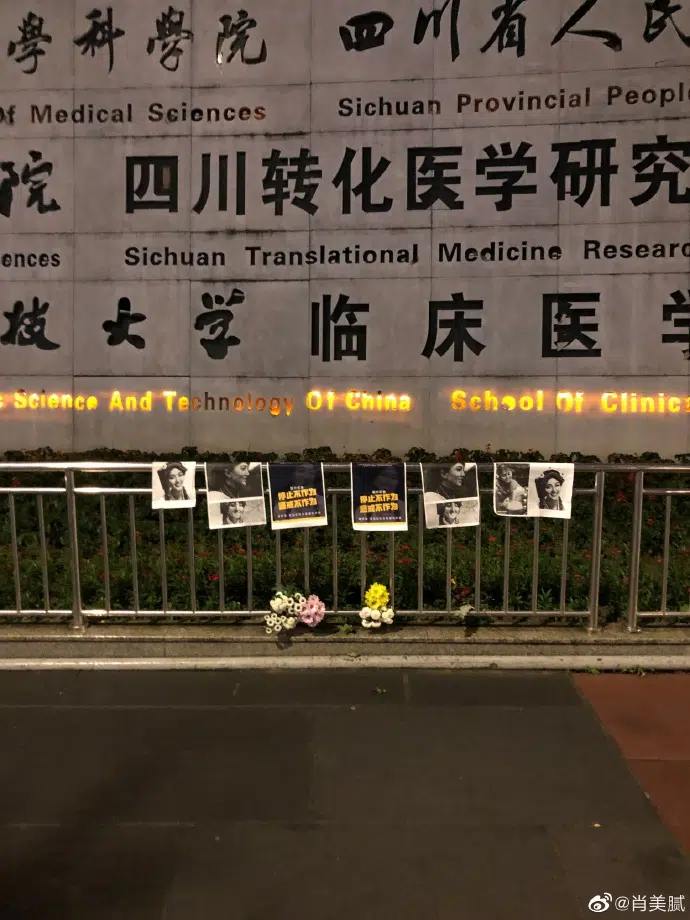 學科學院 四川省人民
Of Medical Sciences Sichuan Provincial People
院 四川转化医学研究
ences Sichuan Translational Medicine Researc
技大学 临床医学
c Science And Technology Of China School Of Clinica
停止不作为
惩戒不作为
停止不作为
惩戒不作为
@肖美腻